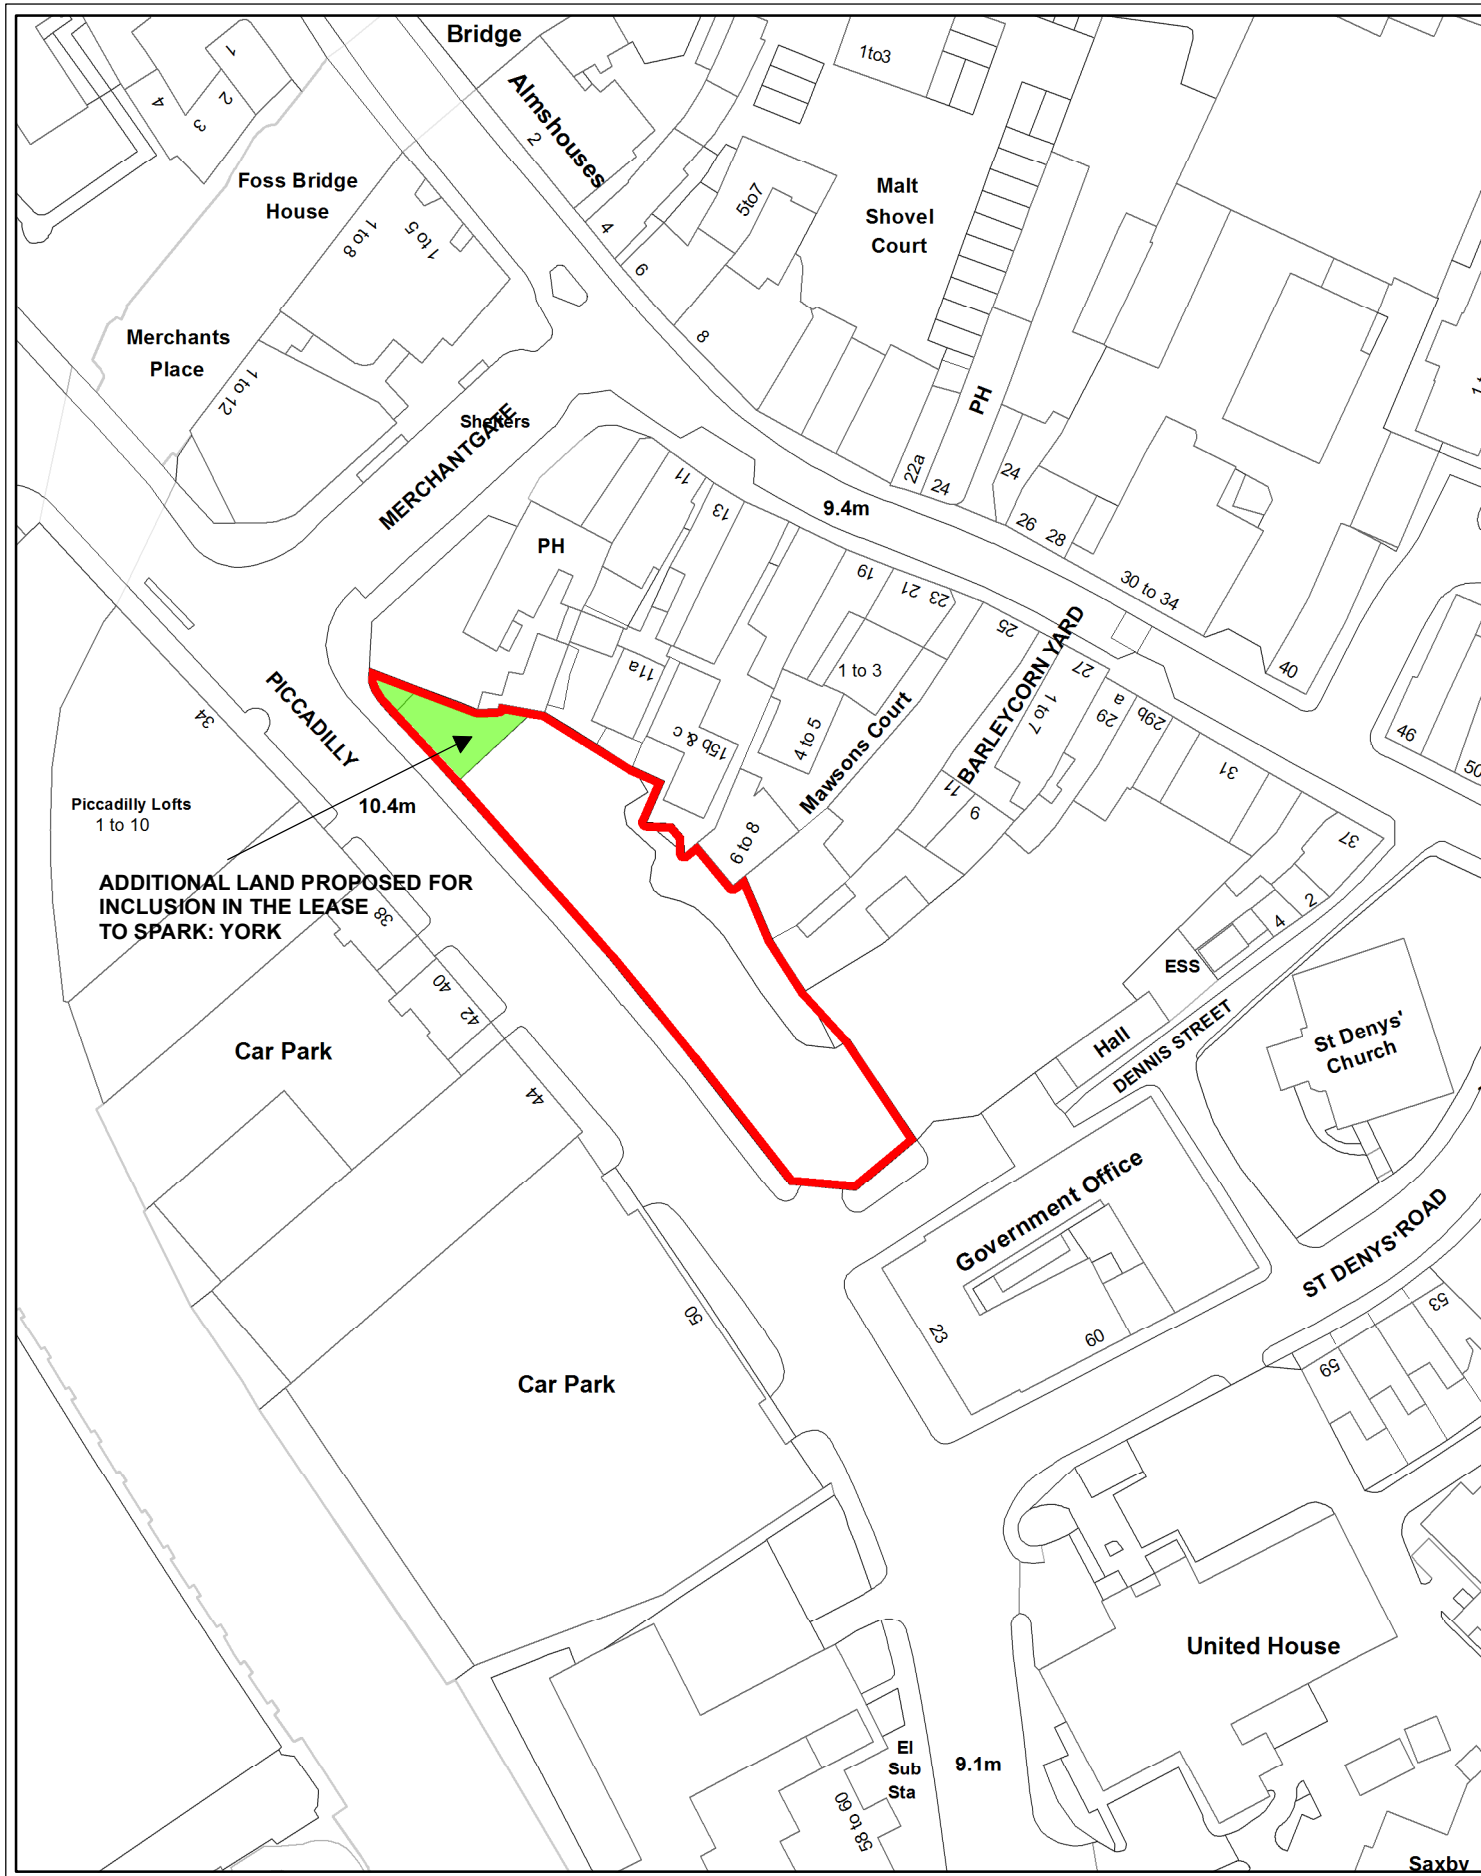 Bridge
Almshouses
1to3
1
2
3
4
2
4
6
8
5to7
Malt
Shovel
Court
Foss Bridge
House
1 to 8
1 to 5
Merchants
Place
1 to 12
Shelters
MERCHANTGATE
PH
11
13
9.4m
22a
24
PH
24
26
28
30 to 34
40
46
50
19
21
23
25
27
29
a
29b
31
37
2
4
11a
15b & c
1 to 3
4 to 5
6 to 8
Mawsons Court
BARLEYCORN YARD
1 to 7
11
9
PICCADILLY
34
10.4m
Piccadilly Lofts
1 to 10
ADDITIONAL LAND PROPOSED FOR
INCLUSION IN THE LEASE
TO SPARK: YORK
38
40
42
44
Car Park
ESS
Hall
DENNIS STREET
St Denys'
Church
Government Office
23
60
ST DENYS' ROAD
53
59
50
Car Park
United House
El
Sub
Sta
9.1m
58 to 60
Saxby